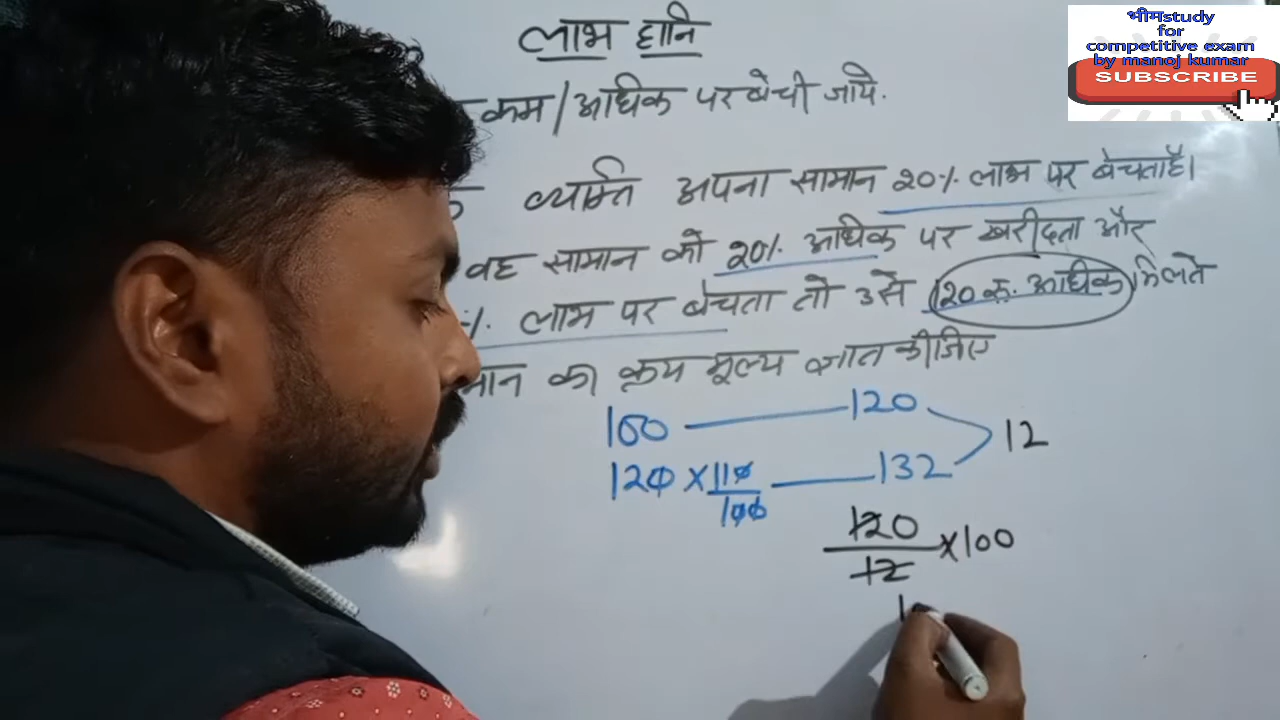 भीमstudy
for
competitive exam
by manoj kumar
SUBSCRIBE
लाभ हानि
कम/अधिक पर बेची जाये.
व्यक्ति अपना सामान 20% लाभ पर बेचता है।
वह सामान को 20% अधिक पर खरीदता और
% लाभ पर बेचता तो उसे 120 रु. अधिक मिलते
मान का क्रय मूल्य ज्ञात कीजिए
100 — 120
12
120 × 110/100 — 132
120/12 × 100
1